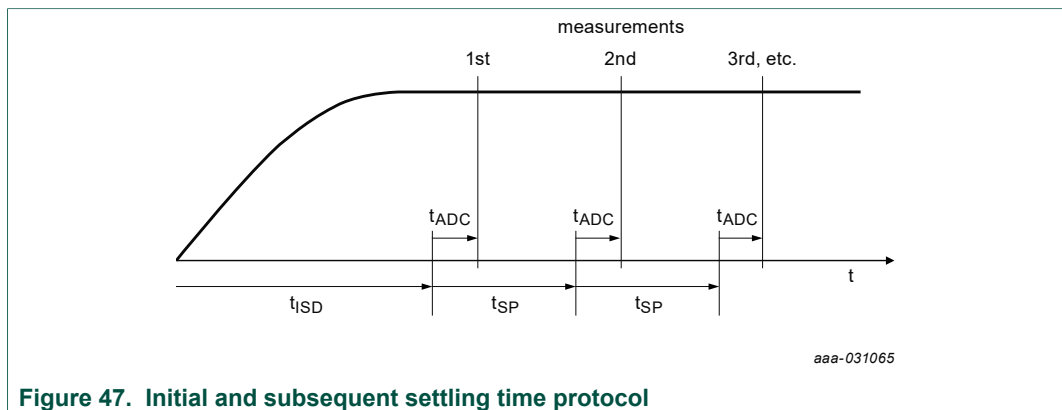 measurements
1st 2nd 3rd, etc.
tADC tADC tADC
t
tISD tSP tSP
aaa-031065
Figure 47. Initial and subsequent settling time protocol